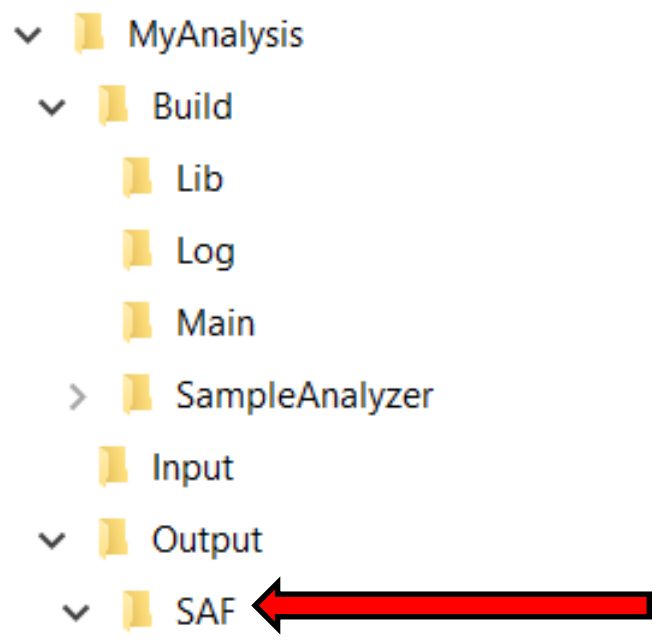 MyAnalysis
Build
Lib
Log
Main
SampleAnalyzer
Input
Output
SAF